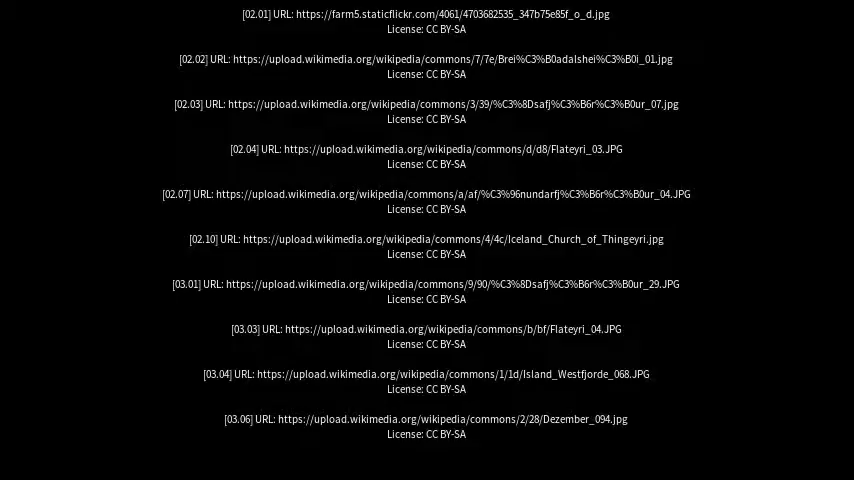 [02.01] URL: https://farm5.staticflickr.com/4061/4703682535_347b75e85f_o_d.jpg
License: CC BY-SA
[02.02] URL: https://upload.wikimedia.org/wikipedia/commons/7/7e/Brei%C3%B0adalshei%C3%B0i_01.jpg
License: CC BY-SA
[02.03] URL: https://upload.wikimedia.org/wikipedia/commons/3/39/%C3%8Dsafj%C3%B6r%C3%B0ur_07.jpg
License: CC BY-SA
[02.04] URL: https://upload.wikimedia.org/wikipedia/commons/d/d8/Flateyri_03.JPG
License: CC BY-SA
[02.07] URL: https://upload.wikimedia.org/wikipedia/commons/a/af/%C3%96nundarfj%C3%B6r%C3%B0ur_04.JPG
License: CC BY-SA
[02.10] URL: https://upload.wikimedia.org/wikipedia/commons/4/4c/Iceland_Church_of_Thingeyri.jpg
License: CC BY-SA
[03.01] URL: https://upload.wikimedia.org/wikipedia/commons/9/90/%C3%8Dsafj%C3%B6r%C3%B0ur_29.JPG
License: CC BY-SA
[03.03] URL: https://upload.wikimedia.org/wikipedia/commons/b/bf/Flateyri_04.JPG
License: CC BY-SA
[03.04] URL: https://upload.wikimedia.org/wikipedia/commons/1/1d/Island_Westfjorde_068.JPG
License: CC BY-SA
[03.06] URL: https://upload.wikimedia.org/wikipedia/commons/2/28/Dezember_094.jpg
License: CC BY-SA